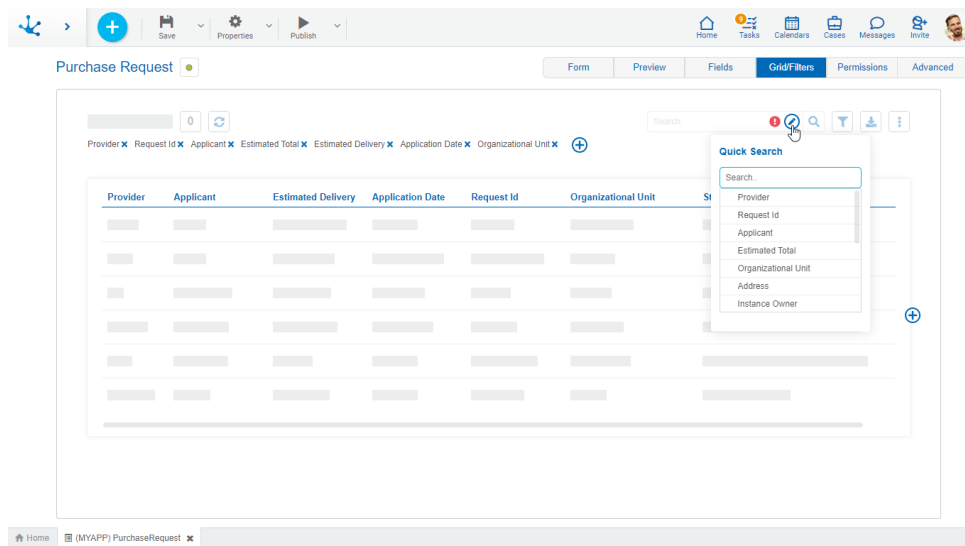 Save
Properties
Publish
Home
9
Tasks
Calendars
Cases
Messages
Invite
Purchase Request
Form
Preview
Fields
Grid/Filters
Permissions
Advanced
0
Search
Provider
Request Id
Applicant
Estimated Total
Estimated Delivery
Application Date
Organizational Unit
Quick Search
Search..
Provider
Request Id
Applicant
Estimated Total
Organizational Unit
Address
Instance Owner
Provider
Applicant
Estimated Delivery
Application Date
Request Id
Organizational Unit
St
Home
(MYAPP) PurchaseRequest